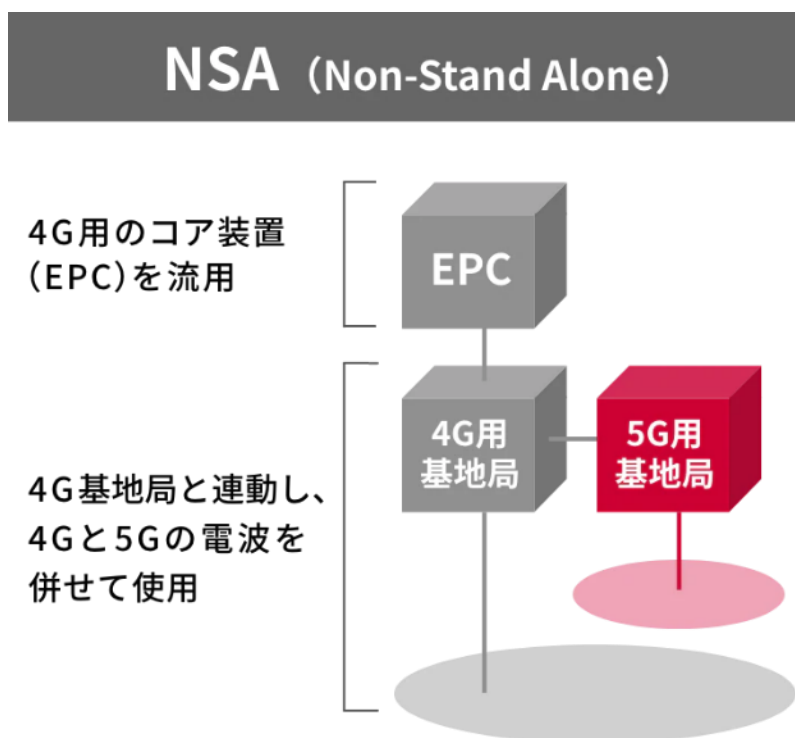 NSA（Non-Stand Alone）
4G用のコア装置
（EPC）を流用
EPC
4G用
基地局
5G用
基地局
4G基地局と連動し、
4Gと5Gの電波を
併せて使用